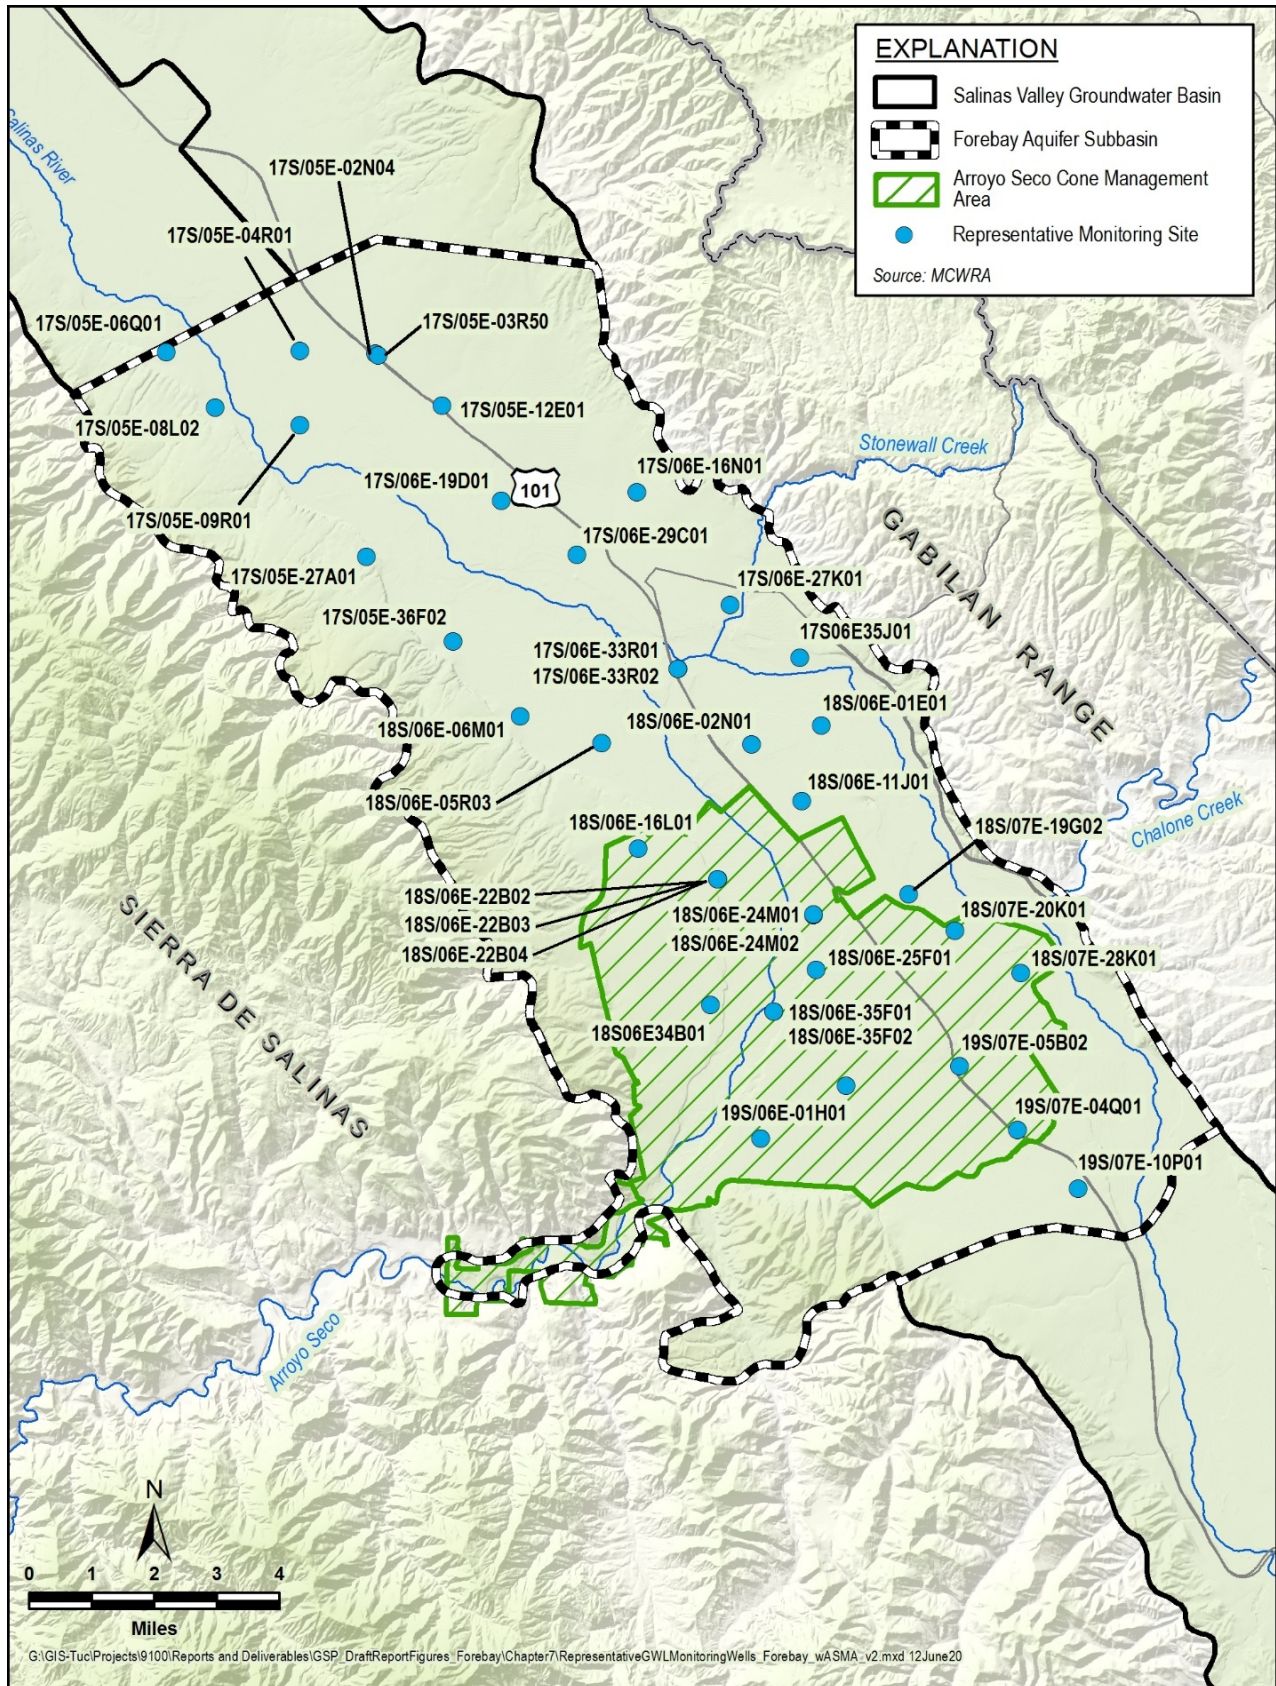 EXPLANATION
Salinas Valley Groundwater Basin
Forebay Aquifer Subbasin
Arroyo Seco Cone Management
Area
Representative Monitoring Site
Source: MCWRA
Salinas River
17S/05E-02N04
17S/05E-04R01
17S/05E-06Q01
17S/05E-03R50
17S/05E-12E01
17S/05E-08L02
Stonewall Creek
17S/06E-16N01
17S/06E-19D01
101
17S/05E-09R01
GABILAN RANGE
17S/06E-29C01
17S/05E-27A01
17S/06E-27K01
17S/05E-36F02
17S06E35J01
17S/06E-33R01
17S/06E-33R02
18S/06E-01E01
18S/06E-02N01
18S/06E-06M01
18S/06E-11J01
18S/06E-05R03
Chalone Creek
18S/06E-16L01
18S/07E-19G02
18S/06E-22B02
18S/06E-22B03
18S/06E-22B04
18S/06E-24M01
18S/06E-24M02
18S/07E-20K01
SIERRA DE SALINAS
18S/06E-25F01
18S/07E-28K01
18S06E34B01
18S/06E-35F01
18S/06E-35F02
19S/07E-05B02
19S/06E-01H01
19S/07E-04Q01
19S/07E-10P01
Arroyo Seco
N
0 1 2 3 4
Miles
G:\GIS-Tuc\Projects\9100\Reports and Deliverables\GSP_DraftReportFigures_Forebay\Chapter7\RepresentativeGWLMonitoringWells_Forebay_wASMA_v2.mxd 12June20